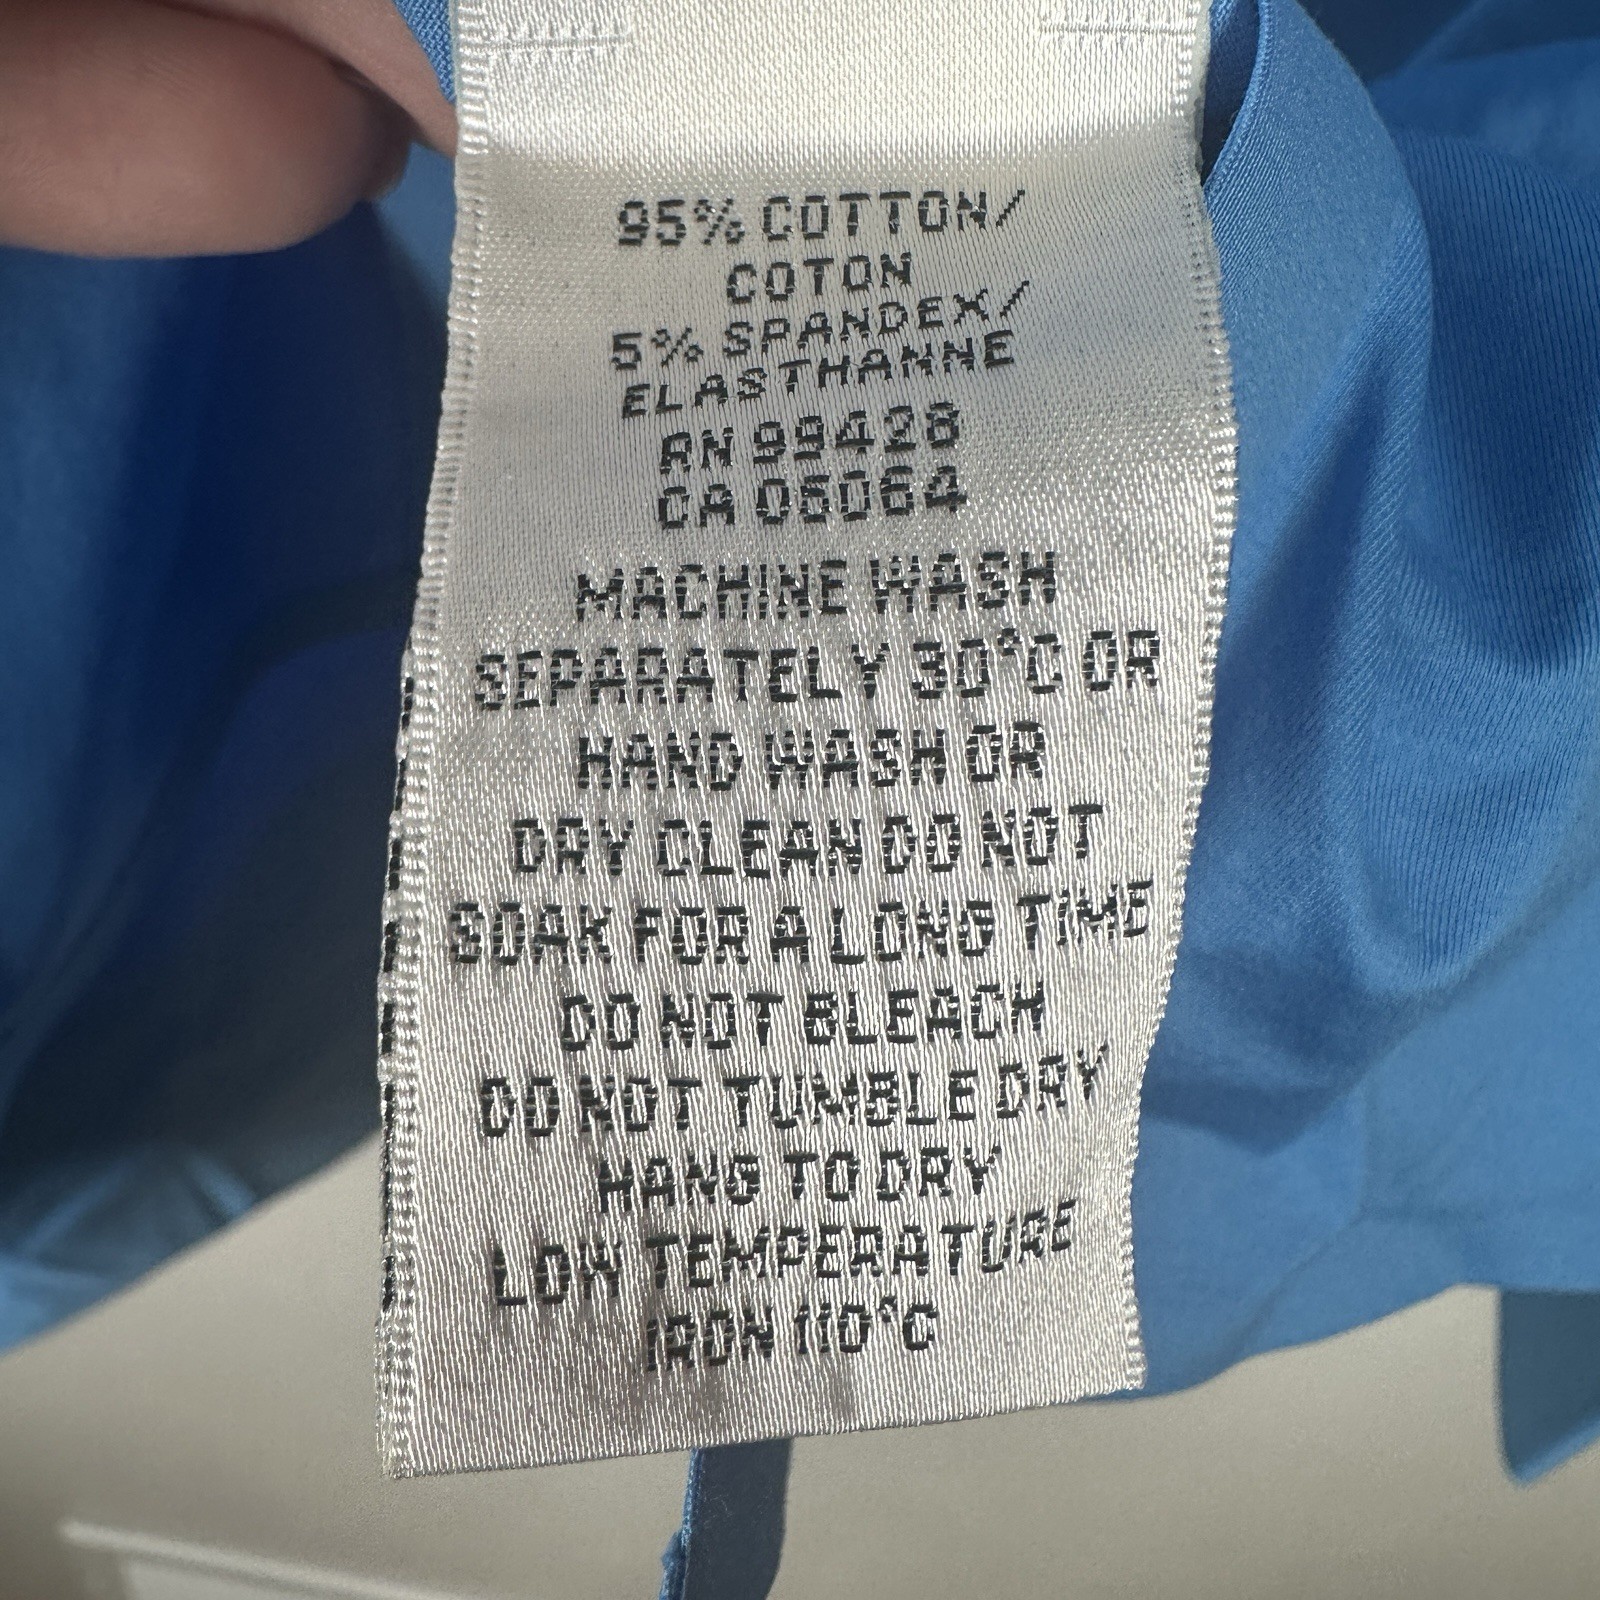 95% COTTON/
COTON
5% SPANDEX/
ELASTHANNE
RN 99428
CA 06064
MACHINE WASH
SEPARATELY 30°C OR
HAND WASH OR
DRY CLEAN DO NOT
SOAK FOR A LONG TIME
DO NOT BLEACH
DO NOT TUMBLE DRY
HANG TO DRY
LOW TEMPERATURE
IRON 110°C